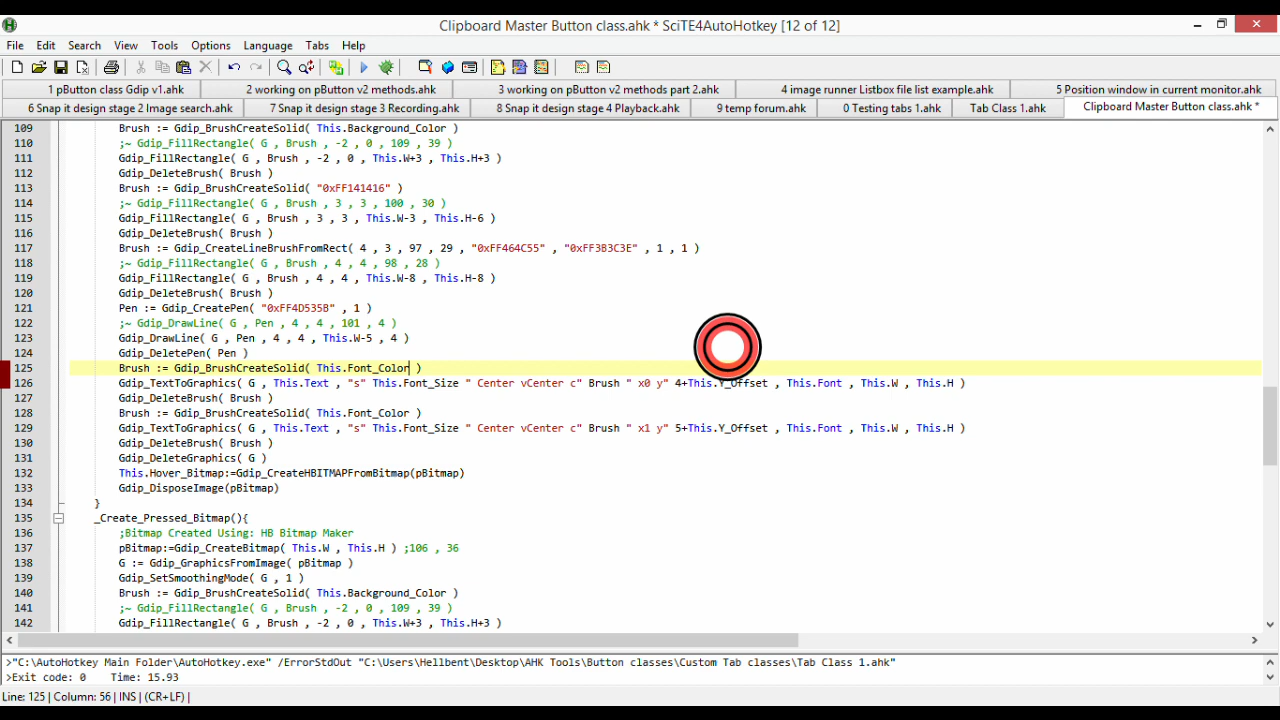 Clipboard Master Button class.ahk * SciTE4AutoHotkey [12 of 12]
File Edit Search View Tools Options Language Tabs Help
1 pButton class Gdip v1.ahk 2 working on pButton v2 methods.ahk 3 working on pButton v2 methods part 2.ahk 4 image runner Listbox file list example.ahk 5 Position window in current monitor.ahk
6 Snap it design stage 2 Image search.ahk 7 Snap it design stage 3 Recording.ahk 8 Snap it design stage 4 Playback.ahk 9 temp forum.ahk 0 Testing tabs 1.ahk Tab Class 1.ahk Clipboard Master Button class.ahk *
109 Brush := Gdip_BrushCreateSolid( This.Background_Color )
110 ;~ Gdip_FillRectangle( G , Brush , -2 , 0 , 109 , 39 )
111 Gdip_FillRectangle( G , Brush , -2 , 0 , This.W+3 , This.H+3 )
112 Gdip_DeleteBrush( Brush )
113 Brush := Gdip_BrushCreateSolid( "0xFF141416" )
114 ;~ Gdip_FillRectangle( G , Brush , 3 , 3 , 100 , 30 )
115 Gdip_FillRectangle( G , Brush , 3 , 3 , This.W-3 , This.H-6 )
116 Gdip_DeleteBrush( Brush )
117 Brush := Gdip_CreateLineBrushFromRect( 4 , 3 , 97 , 29 , "0xFF464C55" , "0xFF3B3C3E" , 1 , 1 )
118 ;~ Gdip_FillRectangle( G , Brush , 4 , 4 , 98 , 28 )
119 Gdip_FillRectangle( G , Brush , 4 , 4 , This.W-8 , This.H-8 )
120 Gdip_DeleteBrush( Brush )
121 Pen := Gdip_CreatePen( "0xFF4D535B" , 1 )
122 ;~ Gdip_DrawLine( G , Pen , 4 , 4 , 101 , 4 )
123 Gdip_DrawLine( G , Pen , 4 , 4 , This.W-5 , 4 )
124 Gdip_DeletePen( Pen )
125 Brush := Gdip_BrushCreateSolid( This.Font_Color )
126 Gdip_TextToGraphics( G , This.Text , "s" This.Font_Size " Center vCenter c" Brush " x0 y" 4+This.Y_Offset , This.Font , This.W , This.H )
127 Gdip_DeleteBrush( Brush )
128 Brush := Gdip_BrushCreateSolid( This.Font_Color )
129 Gdip_TextToGraphics( G , This.Text , "s" This.Font_Size " Center vCenter c" Brush " x1 y" 5+This.Y_Offset , This.Font , This.W , This.H )
130 Gdip_DeleteBrush( Brush )
131 Gdip_DeleteGraphics( G )
132 This.Hover_Bitmap:=Gdip_CreateHBITMAPFromBitmap(pBitmap)
133 Gdip_DisposeImage(pBitmap)
134 }
135 _Create_Pressed_Bitmap(){
136 ;Bitmap Created Using: HB Bitmap Maker
137 pBitmap:=Gdip_CreateBitmap( This.W , This.H ) ;106 , 36
138 G := Gdip_GraphicsFromImage( pBitmap )
139 Gdip_SetSmoothingMode( G , 1 )
140 Brush := Gdip_BrushCreateSolid( This.Background_Color )
141 ;~ Gdip_FillRectangle( G , Brush , -2 , 0 , 109 , 39 )
142 Gdip_FillRectangle( G , Brush , -2 , 0 , This.W+3 , This.H+3 )
>"C:\AutoHotkey Main Folder\AutoHotkey.exe" /ErrorStdOut "C:\Users\Hellbent\Desktop\AHK Tools\Button classes\Custom Tab classes\Tab Class 1.ahk"
>Exit code: 0 Time: 15.93
Line: 125 | Column: 56 | INS | (CR+LF) |